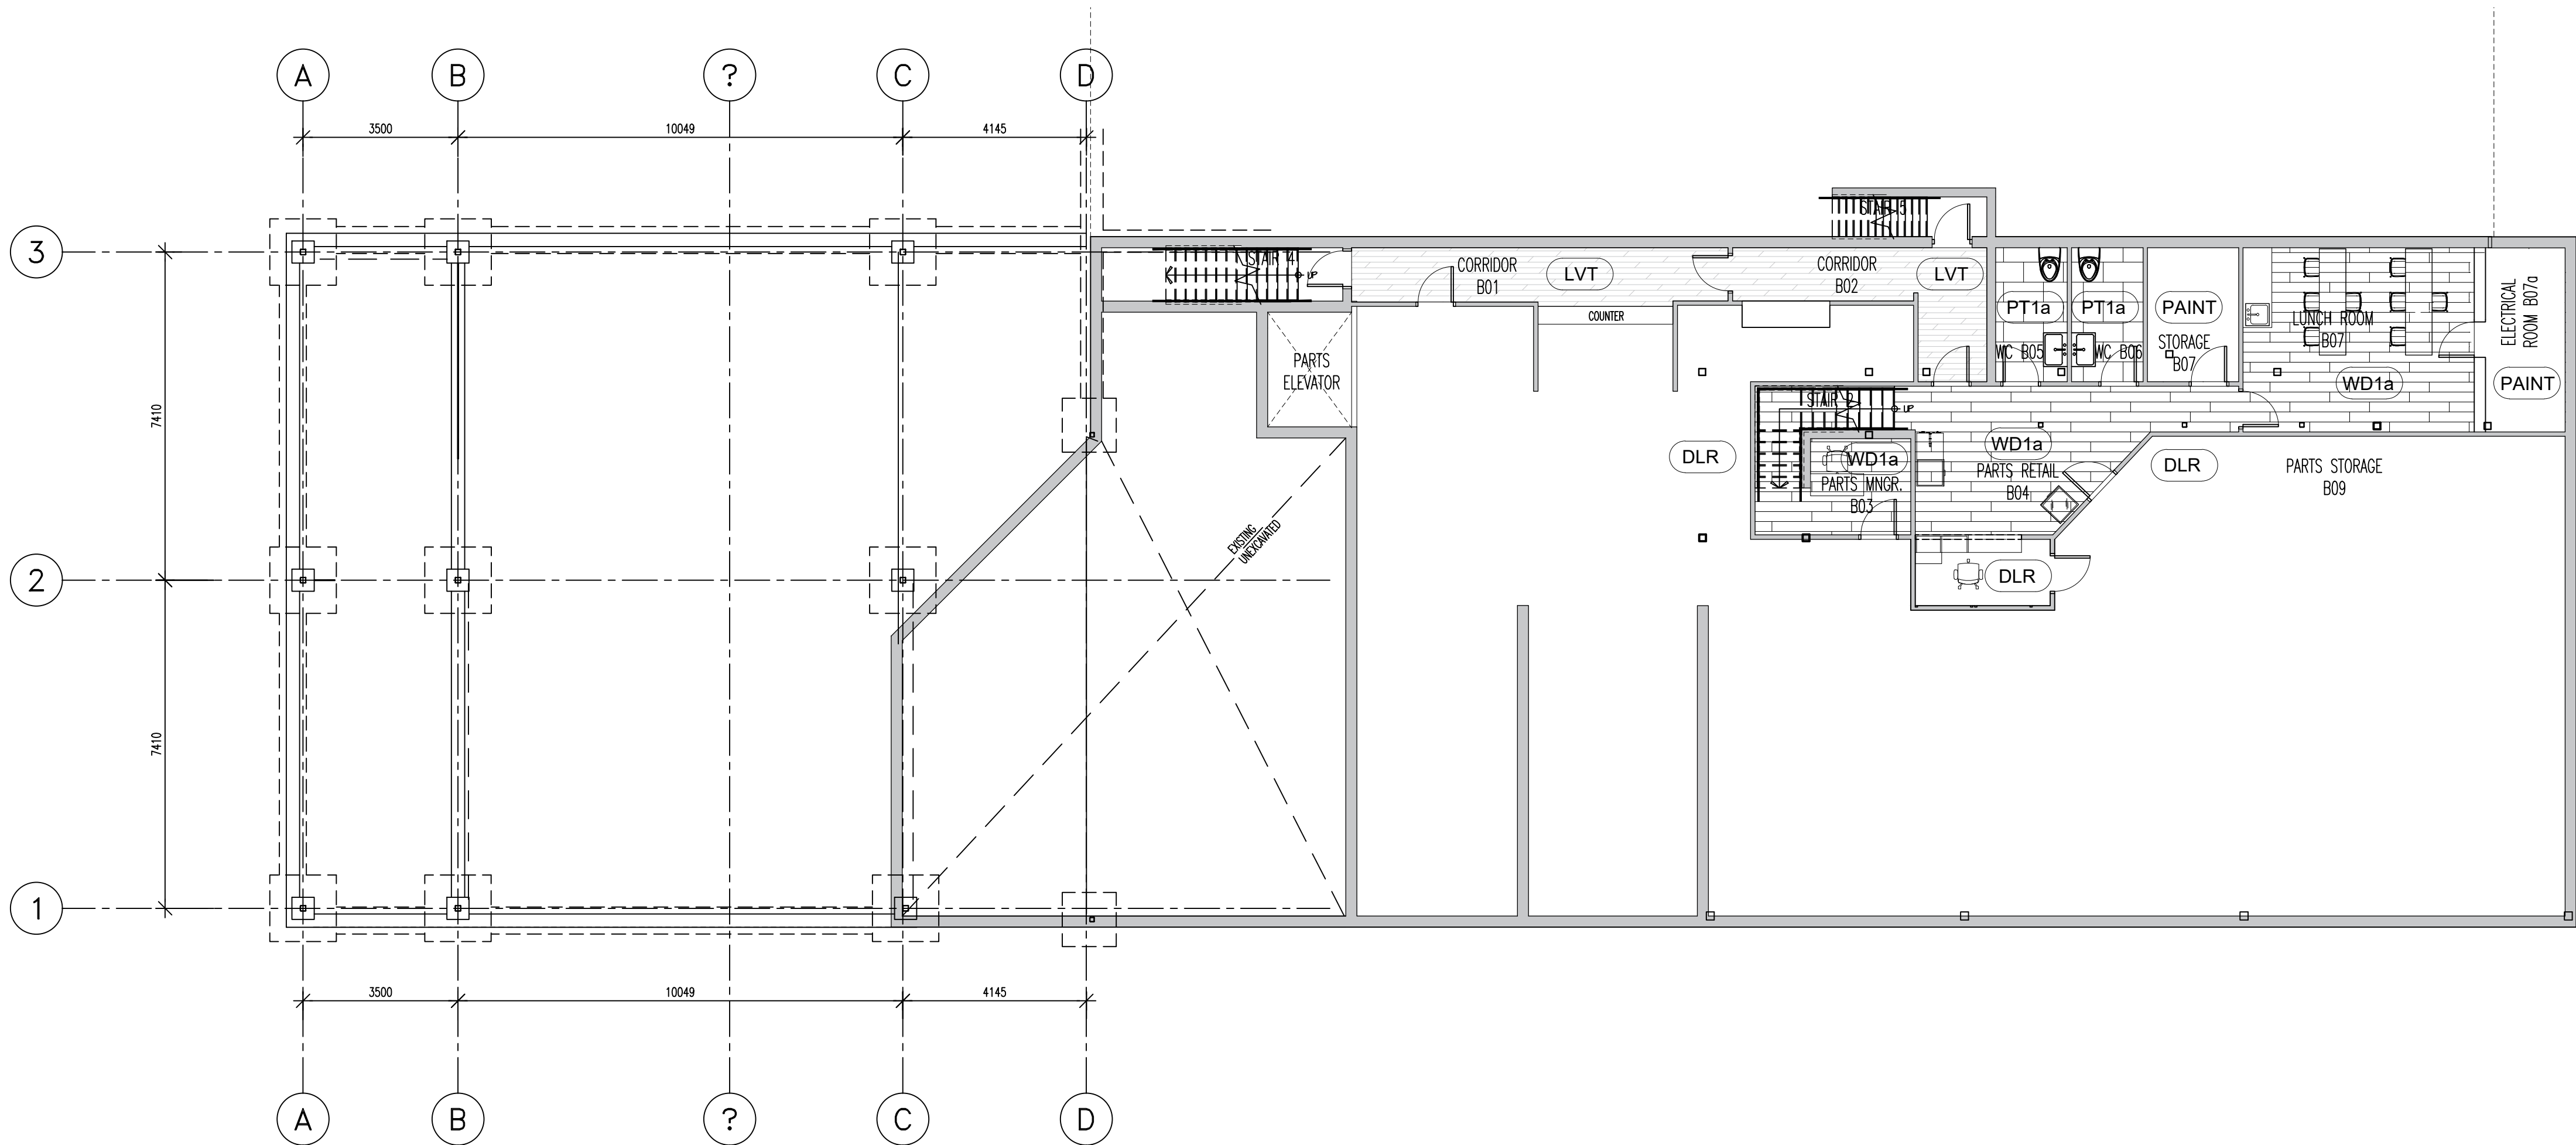 A
B
?
C
D
3500
10049
4145
3
STAIR 5
STAIR 4
UP
CORRIDOR
B01
LVT
CORRIDOR
B02
LVT
PT1a
PT1a
PAINT
LUNCH ROOM
B07
ELECTRICAL
ROOM B07a
COUNTER
WC B05
WC B06
STORAGE
B07
PARTS
ELEVATOR
WD1a
PAINT
STAIR 2
UP
7410
DLR
WD1a
WD1a
PARTS MNGR.
B03
PARTS RETAIL
B04
DLR
PARTS STORAGE
B09
EXISTING
UNEXCAVATED
2
DLR
7410
1
3500
10049
4145
A
B
?
C
D